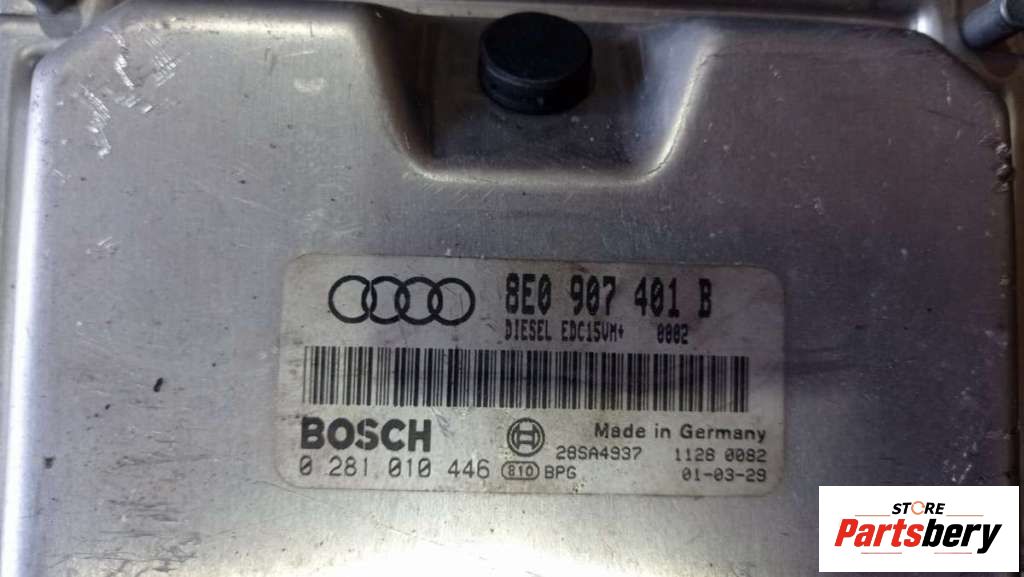 8E0 907 401 B
DIESEL EDC15VM+ 0082
BOSCH
Made in Germany
28SA4937 1128 0082
0 281 010 446 810 BPG 01-03-29
STORE
Partsbery